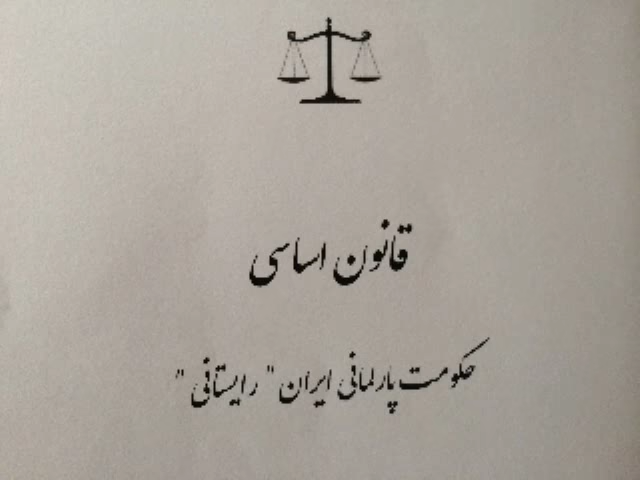 قانون اساسی
حکومت پارلمانی ایران " رایستانی "